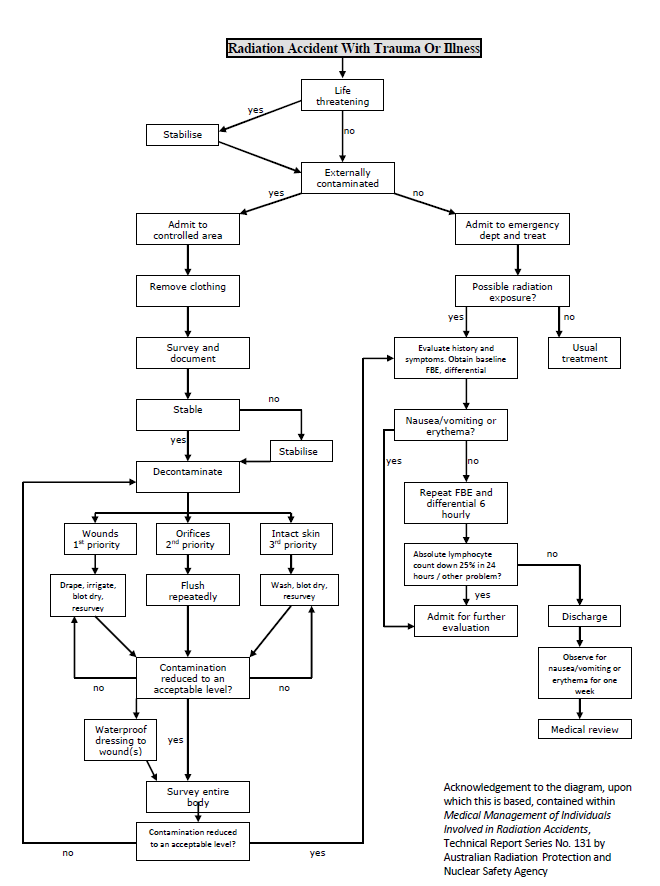 Radiation Accident With Trauma Or Illness
Life
threatening
yes
no
Stabilise
Externally
contaminated
yes
no
Admit to
controlled area
Admit to emergency
dept and treat
Remove clothing
Possible radiation
exposure?
yes
no
Survey and
document
Evaluate history and
symptoms. Obtain baseline
FBE, differential
Usual
treatment
Stable
no
yes
Stabilise
Nausea/vomiting or
erythema?
yes
no
Decontaminate
Repeat FBE and
differential 6
hourly
Wounds
1st priority
Orifices
2nd priority
Intact skin
3rd priority
Absolute lymphocyte
count down 25% in 24
hours / other problem?
no
yes
Drape, irrigate,
blot dry,
resurvey
Flush
repeatedly
Wash, blot dry,
resurvey
Admit for further
evaluation
Discharge
Contamination
reduced to an
acceptable level?
no
no
Observe for
nausea/vomiting or
erythema for one
week
Waterproof
dressing to
wound(s)
yes
Medical review
Survey entire
body
Contamination reduced
to an acceptable level?
no
yes
Acknowledgement to the diagram, upon
which this is based, contained within
Medical Management of Individuals
Involved in Radiation Accidents,
Technical Report Series No. 131 by
Australian Radiation Protection and
Nuclear Safety Agency